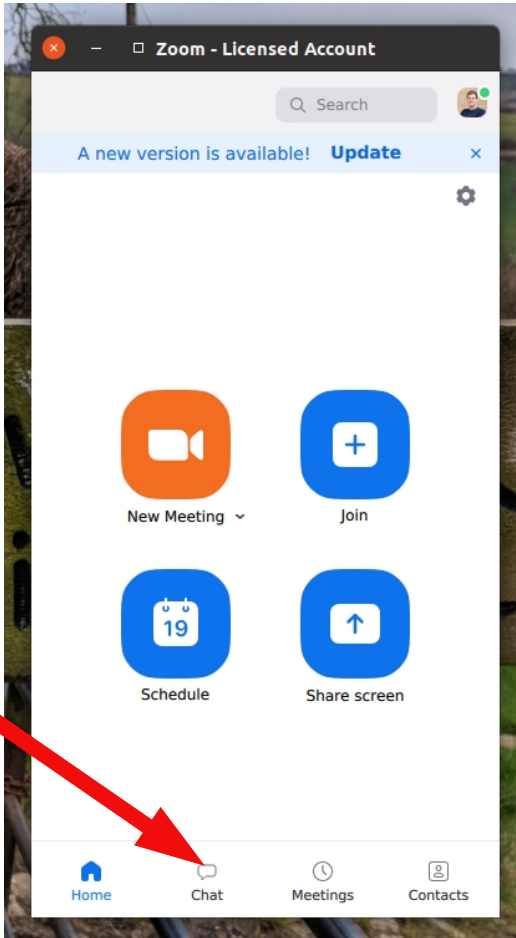 Zoom - Licensed Account
Search
A new version is available! Update
New Meeting
Join
19
Schedule
Share screen
Home
Chat
Meetings
Contacts